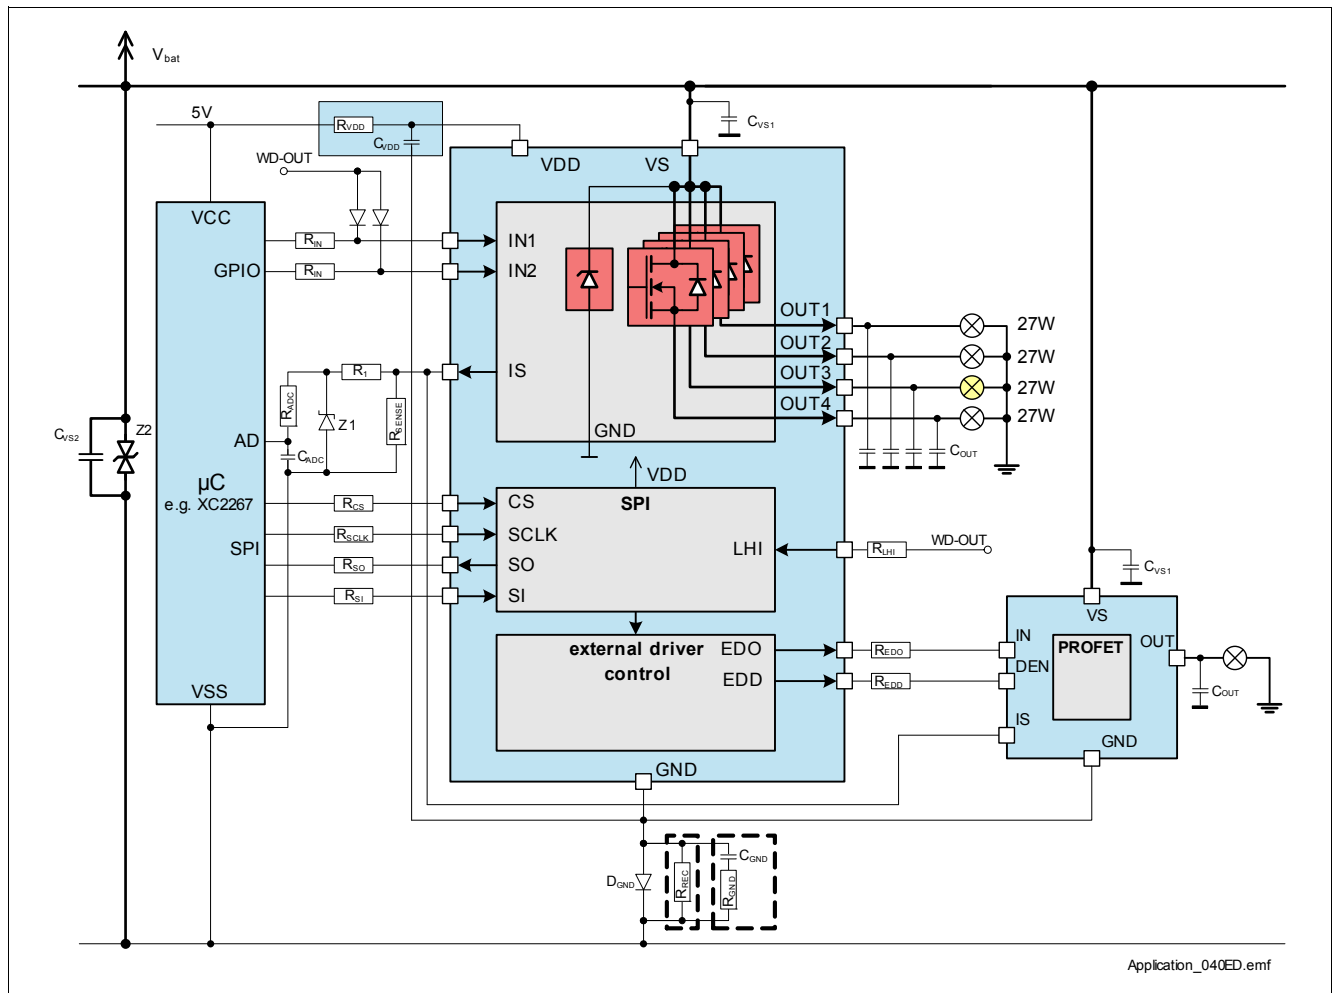 Vbat
5V
RVDD
CVDD
CVS1
WD-OUT
VDD
VS
VCC
RIN
IN1
GPIO
RIN
IN2
OUT1
27W
OUT2
27W
OUT3
27W
OUT4
27W
IS
R1
RADC
Z1
RSENSE
GND
COUT
CVS2
Z2
AD
CADC
VDD
µC
e.g. XC2267
RCS
CS
SPI
RSCLK
SCLK
LHI
RLHI
WD-OUT
SPI
RSO
SO
RSI
SI
CVS1
VS
external driver
control
EDO
REDO
IN
PROFET
OUT
EDD
REDD
DEN
COUT
VSS
IS
GND
GND
DGND
RREC
CGND
RGND
Application_040ED.emf